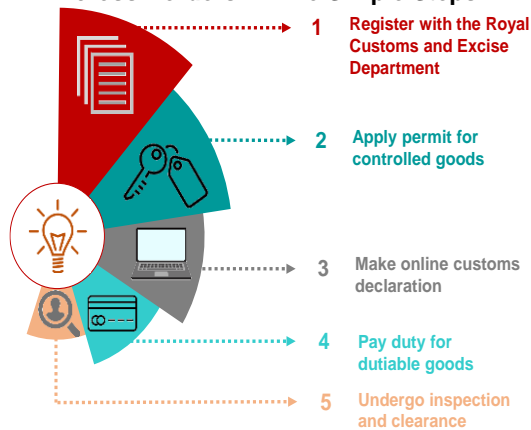 1 Register with the Royal
Customs and Excise
Department
2 Apply permit for
controlled goods
3 Make online customs
declaration
4 Pay duty for
dutiable goods
5 Undergo inspection
and clearance